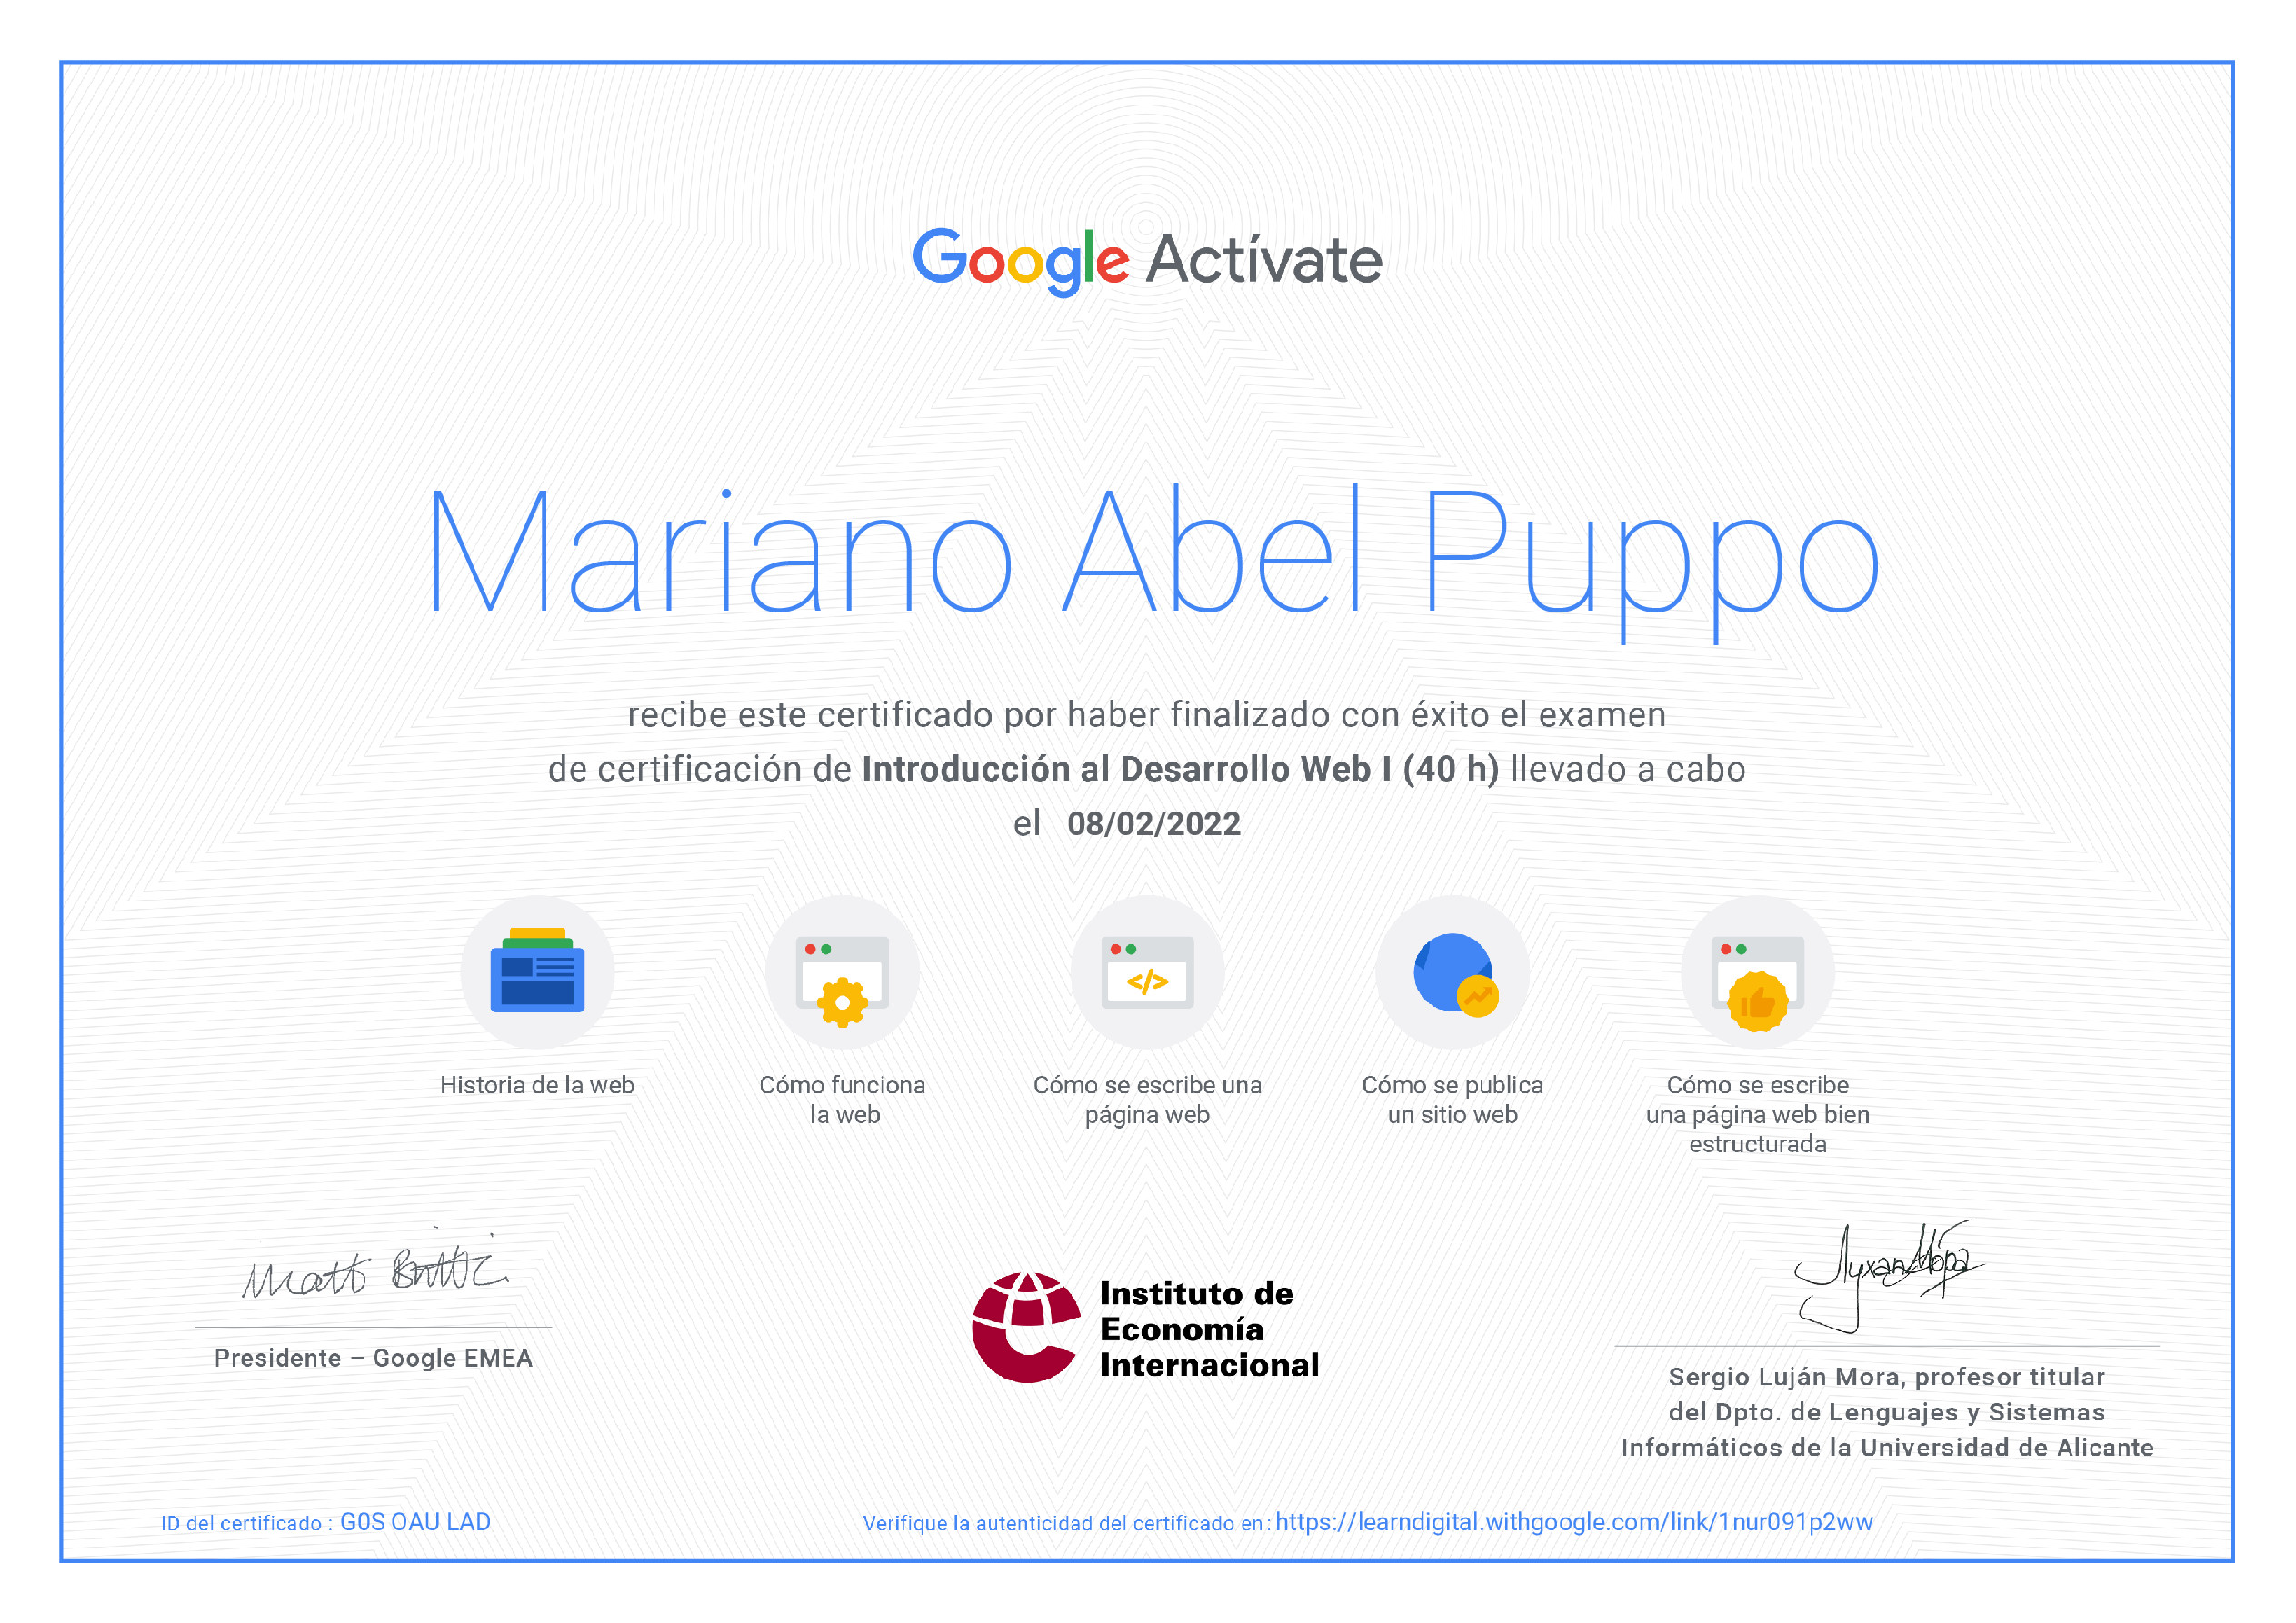 Google Actívate
Mariano Abel Puppo
recibe este certificado por haber finalizado con éxito el examen
de certificación de Introducción al Desarrollo Web I (40 h) llevado a cabo
el 08/02/2022
</>
Historia de la web
Cómo funciona
la web
Cómo se escribe una
página web
Cómo se publica
un sitio web
Cómo se escribe
una página web bien
estructurada
Matt
Presidente – Google EMEA
Instituto de
Economía
Internacional
Sergio Luján Mora, profesor titular
del Dpto. de Lenguajes y Sistemas
Informáticos de la Universidad de Alicante
ID del certificado : G0S OAU LAD
Verifique la autenticidad del certificado en: https://learndigital.withgoogle.com/link/1nur091p2ww